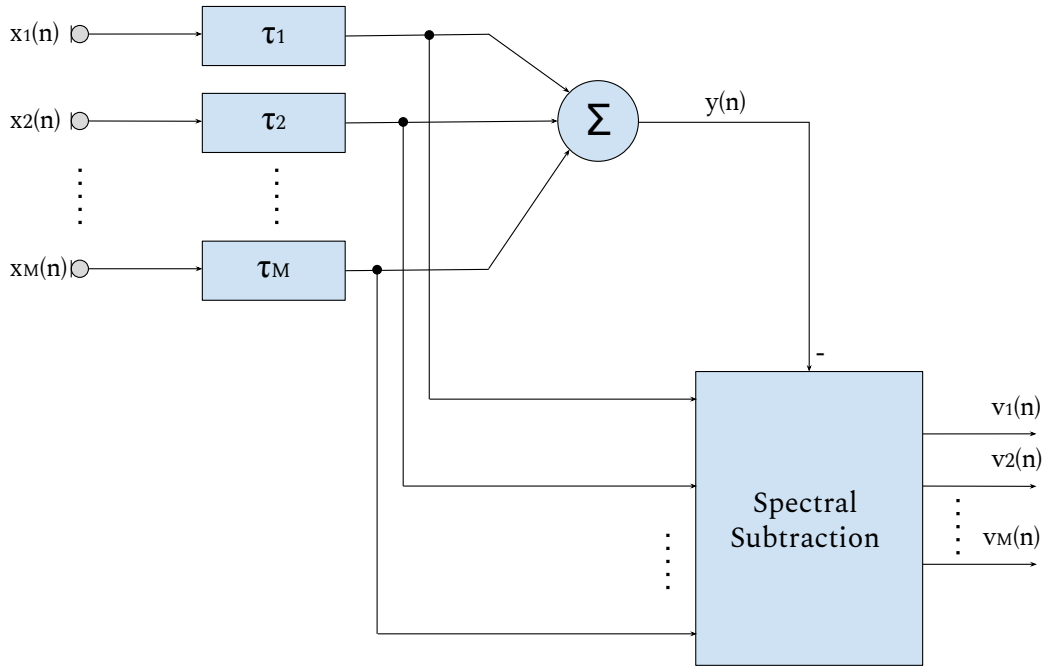 x1(n)
τ1
x2(n)
τ2
Σ
y(n)
xM(n)
τM
-
v1(n)
v2(n)
Spectral
Subtraction
vM(n)